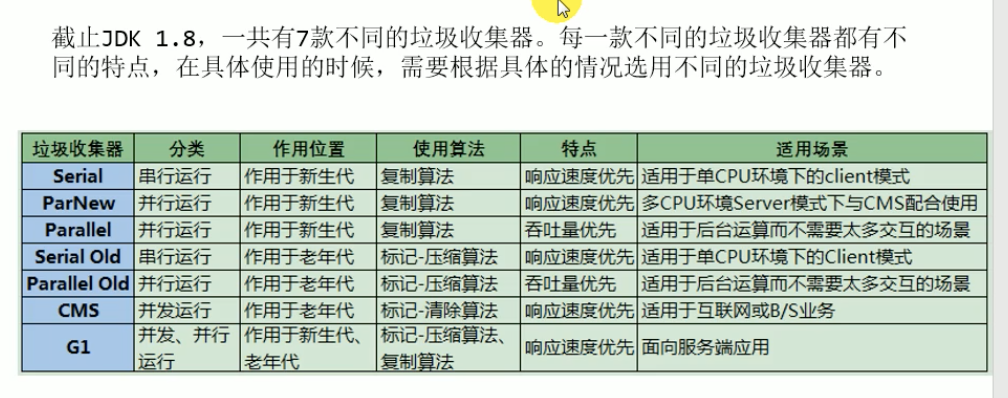 截止JDK 1.8，一共有7款不同的垃圾收集器。每一款不同的垃圾收集器都有不
同的特点，在具体使用的时候，需要根据具体的情况选用不同的垃圾收集器。
垃圾收集器 分类 作用位置 使用算法 特点 适用场景
Serial 串行运行 作用于新生代 复制算法 响应速度优先 适用于单CPU环境下的client模式
ParNew 并行运行 作用于新生代 复制算法 响应速度优先 多CPU环境Server模式下与CMS配合使用
Parallel 并行运行 作用于新生代 复制算法 吞吐量优先 适用于后台运算而不需要太多交互的场景
Serial Old 串行运行 作用于老年代 标记-压缩算法 响应速度优先 适用于单CPU环境下的Client模式
Parallel Old 并行运行 作用于老年代 标记-压缩算法 吞吐量优先 适用于后台运算而不需要太多交互的场景
CMS 并发运行 作用于老年代 标记-清除算法 响应速度优先 适用于互联网或B/S业务
G1 并发、并行 作用于新生代、 标记-压缩算法、 响应速度优先 面向服务端应用
运行 老年代 复制算法